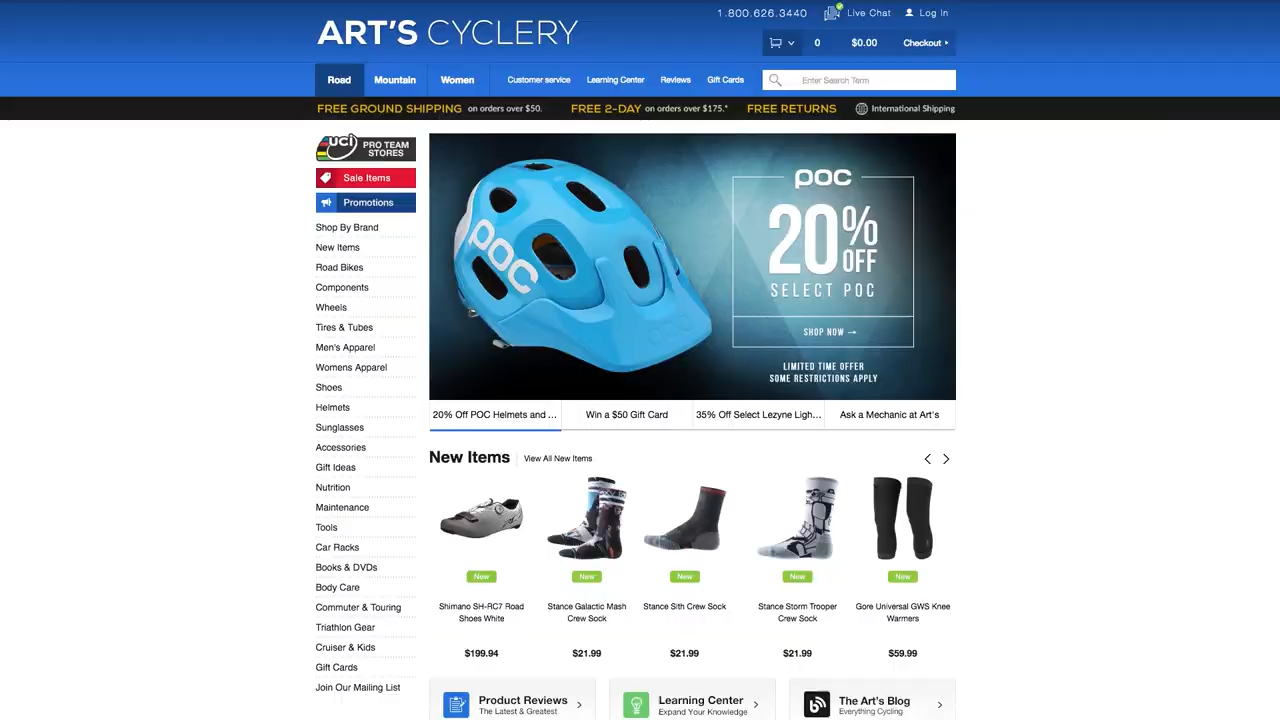 1.800.626.3440 Live Chat Log In
ART'S CYCLERY
0 $0.00 Checkout
Road Mountain Women Customer service Learning Center Reviews Gift Cards Enter Search Term
FREE GROUND SHIPPING on orders over $50. FREE 2-DAY on orders over $175.* FREE RETURNS International Shipping
uci PRO TEAM
STORES
Sale Items
Promotions
Shop By Brand
New Items
Road Bikes
Components
Wheels
Tires & Tubes
Men's Apparel
Womens Apparel
Shoes
Helmets
Sunglasses
Accessories
Gift Ideas
Nutrition
Maintenance
Tools
Car Racks
Books & DVDs
Body Care
Commuter & Touring
Triathlon Gear
Cruiser & Kids
Gift Cards
Join Our Mailing List
poc
poc
20% OFF
SELECT POC
SHOP NOW →
LIMITED TIME OFFER
SOME RESTRICTIONS APPLY
20% Off POC Helmets and ... Win a $50 Gift Card 35% Off Select Lezyne Ligh... Ask a Mechanic at Art's
New Items View All New Items
New New New New New
Shimano SH-RC7 Road
Shoes White
Stance Galactic Mash
Crew Sock
Stance Sith Crew Sock
Stance Storm Trooper
Crew Sock
Gore Universal GWS Knee
Warmers
$199.94 $21.99 $21.99 $21.99 $59.99
Product Reviews
The Latest & Greatest
Learning Center
Expand Your Knowledge
The Art's Blog
Everything Cycling